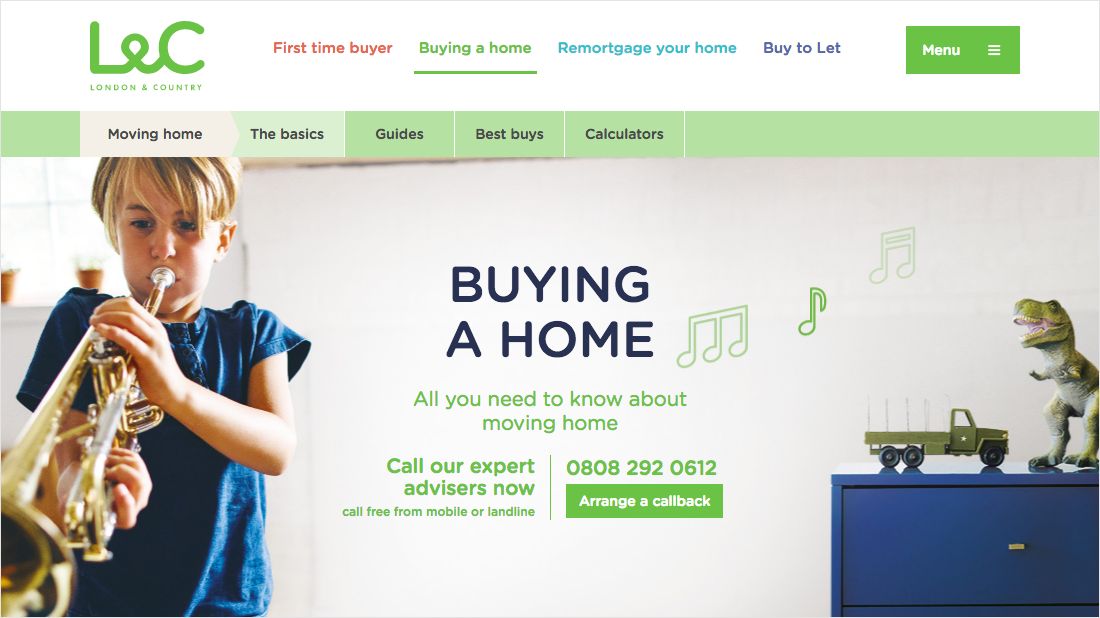 L&C
LONDON & COUNTRY
First time buyer
Buying a home
Remortgage your home
Buy to Let
Menu
Moving home
The basics
Guides
Best buys
Calculators
BUYING
A HOME
All you need to know about
moving home
Call our expert
advisers now
call free from mobile or landline
0808 292 0612
Arrange a callback